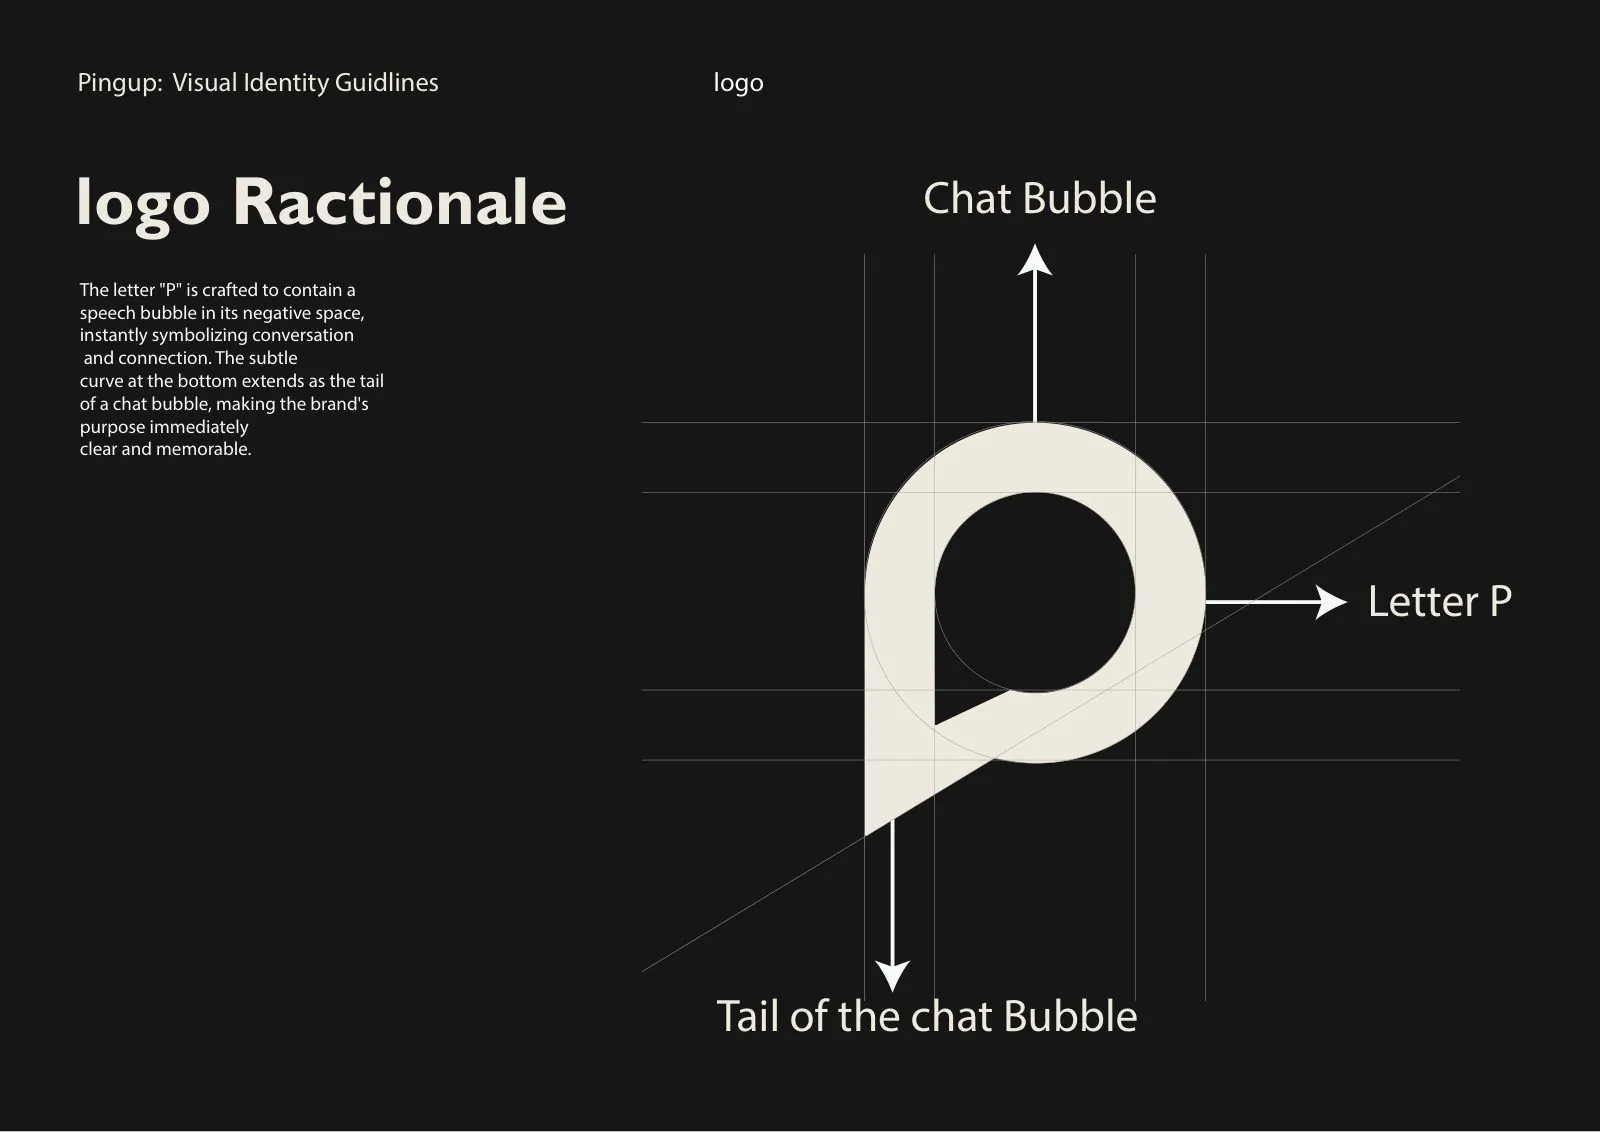 Pingup: Visual Identity Guidlines
logo
logo Ractionale
The letter "P" is crafted to contain a
speech bubble in its negative space,
instantly symbolizing conversation
and connection. The subtle
curve at the bottom extends as the tail
of a chat bubble, making the brand's
purpose immediately
clear and memorable.
Chat Bubble
Letter P
Tail of the chat Bubble